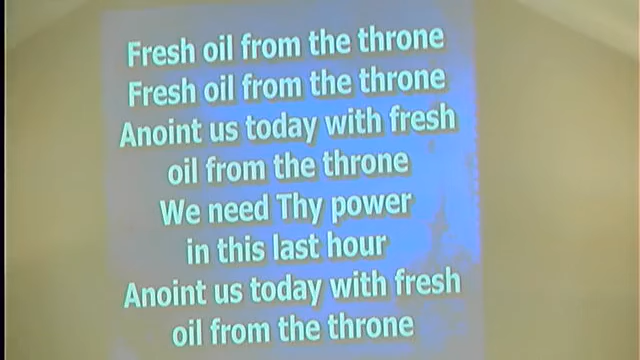 Fresh oil from the throne
Fresh oil from the throne
Anoint us today with fresh
oil from the throne
We need Thy power
in this last hour
Anoint us today with fresh
oil from the throne